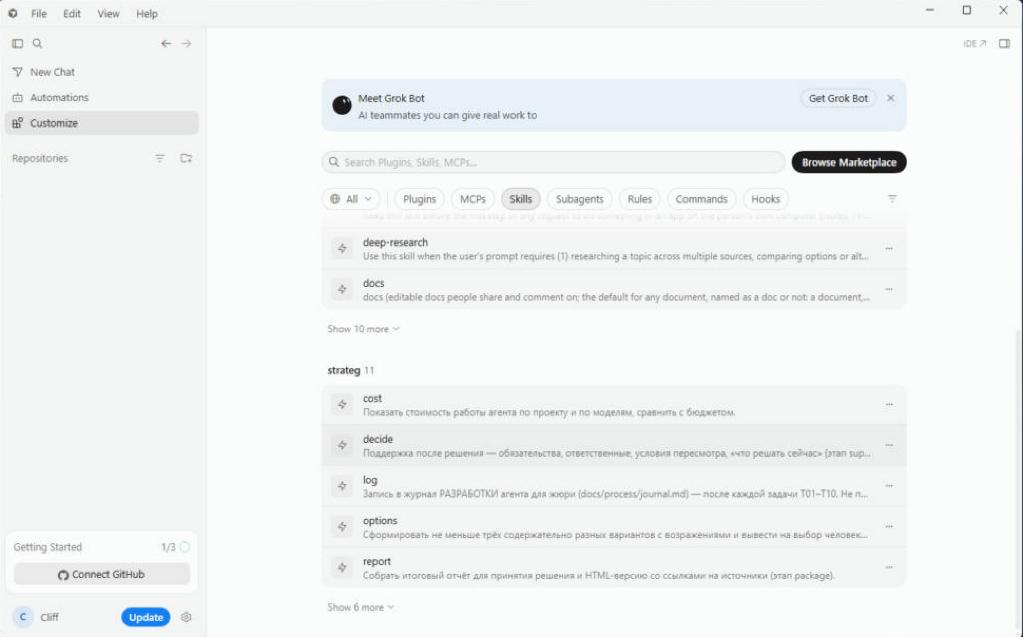 File Edit View Help
IDE
New Chat
Automations
Customize
Repositories
Meet Grok Bot
AI teammates you can give real work to
Get Grok Bot
Search Plugins, Skills, MCPs...
Browse Marketplace
All Plugins MCPs Skills Subagents Rules Commands Hooks
deep-research
Use this skill when the user's prompt requires (1) researching a topic across multiple sources, comparing options or alt...
docs
docs (editable docs people share and comment on; the default for any document, named as a doc or not: a document,...
Show 10 more
strateg 11
cost
Показать стоимость работы агента по проекту и по моделям, сравнить с бюджетом.
decide
Поддержка после решения — обязательства, ответственные, условия пересмотра, «что решать сейчас» (этап sup...
log
Запись в журнал РАЗРАБОТКИ агента для жюри (docs/process/journal.md) — после каждой задачи T01–T10. Не п...
options
Сформировать не меньше трёх содержательно разных вариантов с возражениями и вывести на выбор человек...
report
Собрать итоговый отчёт для принятия решения и HTML-версию со ссылками на источники (этап package).
Show 6 more
Getting Started 1/3
Connect GitHub
C Cliff Update